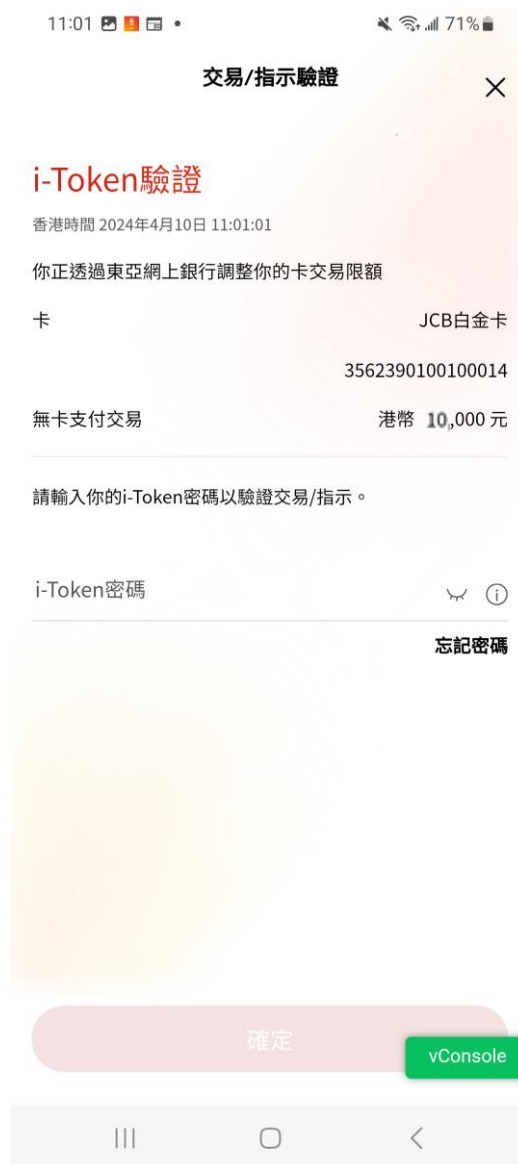 11:01 71%
交易/指示驗證
i-Token驗證
香港時間 2024年4月10日 11:01:01
你正透過東亞網上銀行調整你的卡交易限額
卡 JCB白金卡
3562390100100014
無卡支付交易 港幣 10,000 元
請輸入你的i-Token密碼以驗證交易/指示。
i-Token密碼
忘記密碼
確定
vConsole